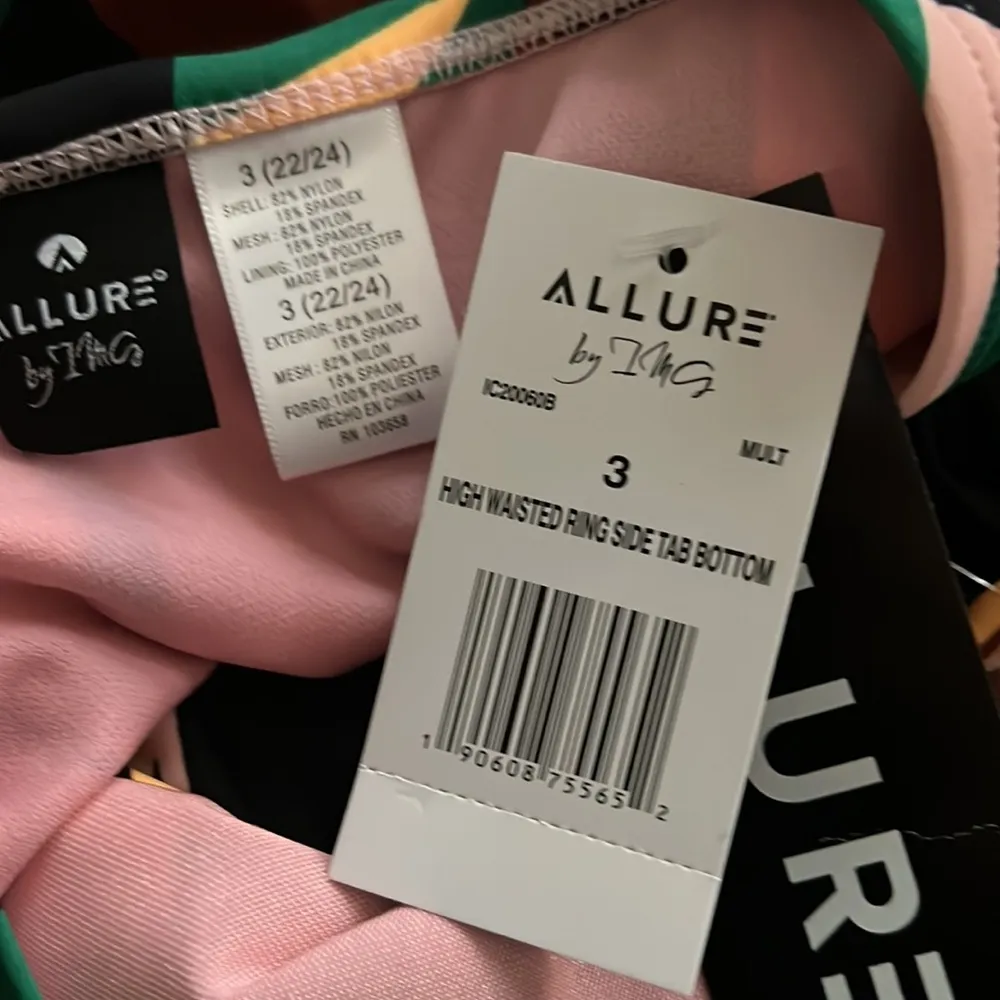 ALLURE
by IMG
3 (22/24)
SHELL: 82% NYLON
18% SPANDEX
MESH: 82% NYLON
18% SPANDEX
LINING: 100% POLYESTER
MADE IN CHINA
3 (22/24)
EXTERIOR: 82% NILON
18% SPANDEX
MESH: 82% NILON
18% SPANDEX
FORRO: 100% POLIESTER
HECHO EN CHINA
RN 103658
ALLURE
by IMG
IC20060B
MULT
3
HIGH WAISTED RING SIDE TAB BOTTOM
1 90608 75565 2
LURE